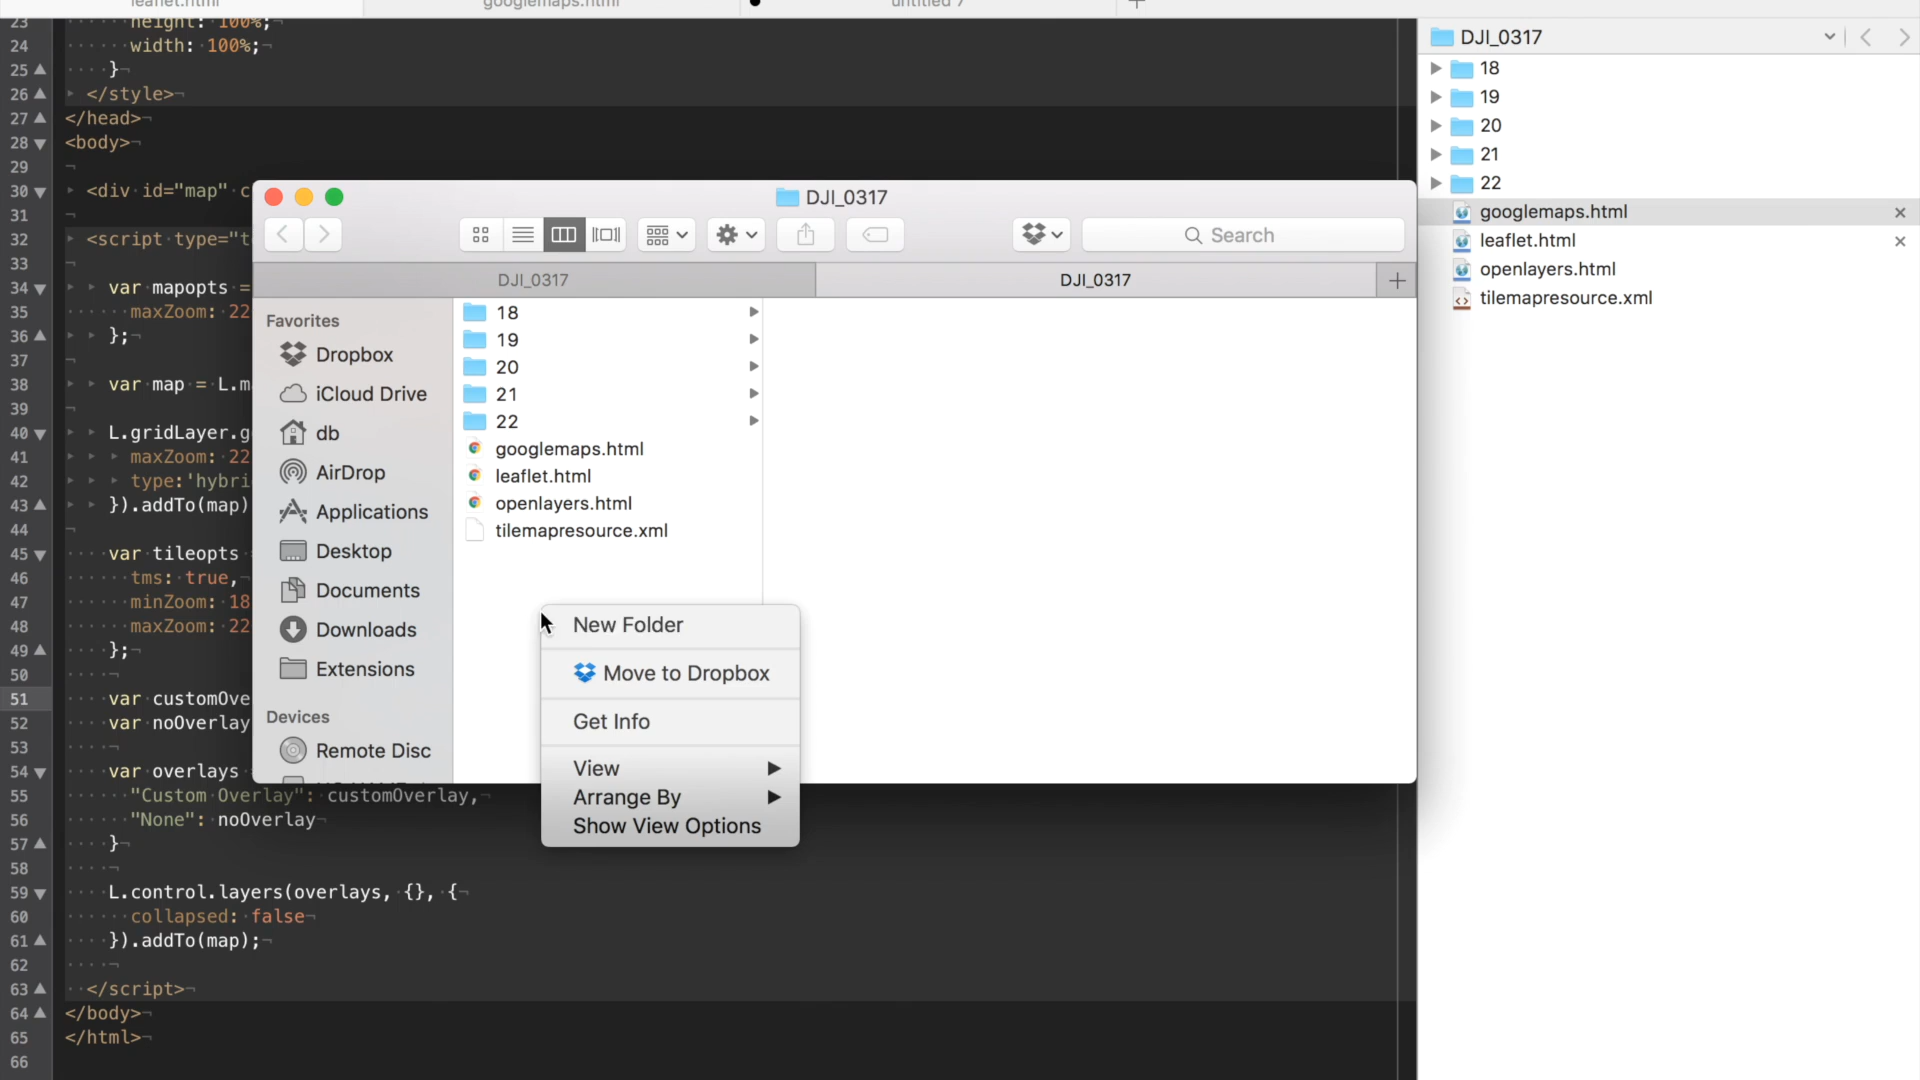 leaflet.html
googlemaps.html
untitled 7
23 height: 100%;
24 width: 100%;
25 }
26 </style>
27 </head>
28 <body>
29
30 <div id="map" c
31
32 <script type="t
33
34 var mapopts =
35 maxZoom: 22
36 };
37
38 var map = L.m
39
40 L.gridLayer.g
41 maxZoom: 22
42 type:'hybri
43 }).addTo(map)
44
45 var tileopts
46 tms: true,
47 minZoom: 18
48 maxZoom: 22
49 };
50
51 var customOve
52 var noOverlay
53
54 var overlays
55 "Custom Overlay": customOverlay,
56 "None": noOverlay
57 }
58
59 L.control.layers(overlays, {}, {
60 collapsed: false
61 }).addTo(map);
62
63 </script>
64 </body>
65 </html>
66
DJI_0317
Search
DJI_0317
DJI_0317
Favorites
Dropbox
iCloud Drive
db
AirDrop
Applications
Desktop
Documents
Downloads
Extensions
Devices
Remote Disc
18
19
20
21
22
googlemaps.html
leaflet.html
openlayers.html
tilemapresource.xml
New Folder
Move to Dropbox
Get Info
View
Arrange By
Show View Options
DJI_0317
18
19
20
21
22
googlemaps.html
leaflet.html
openlayers.html
tilemapresource.xml